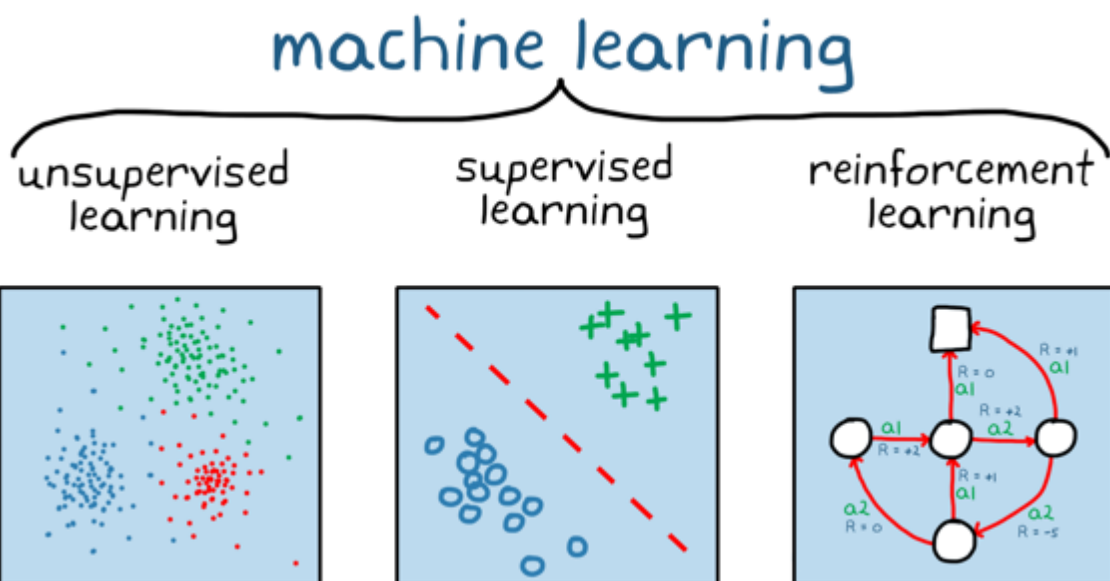 machine learning
unsupervised
learning
supervised
learning
reinforcement
learning
R = +1
a1
R = 0
a1
R = +2
a2
a1
R = +2
R = +1
a1
a2
R = 0
a2
R = -5